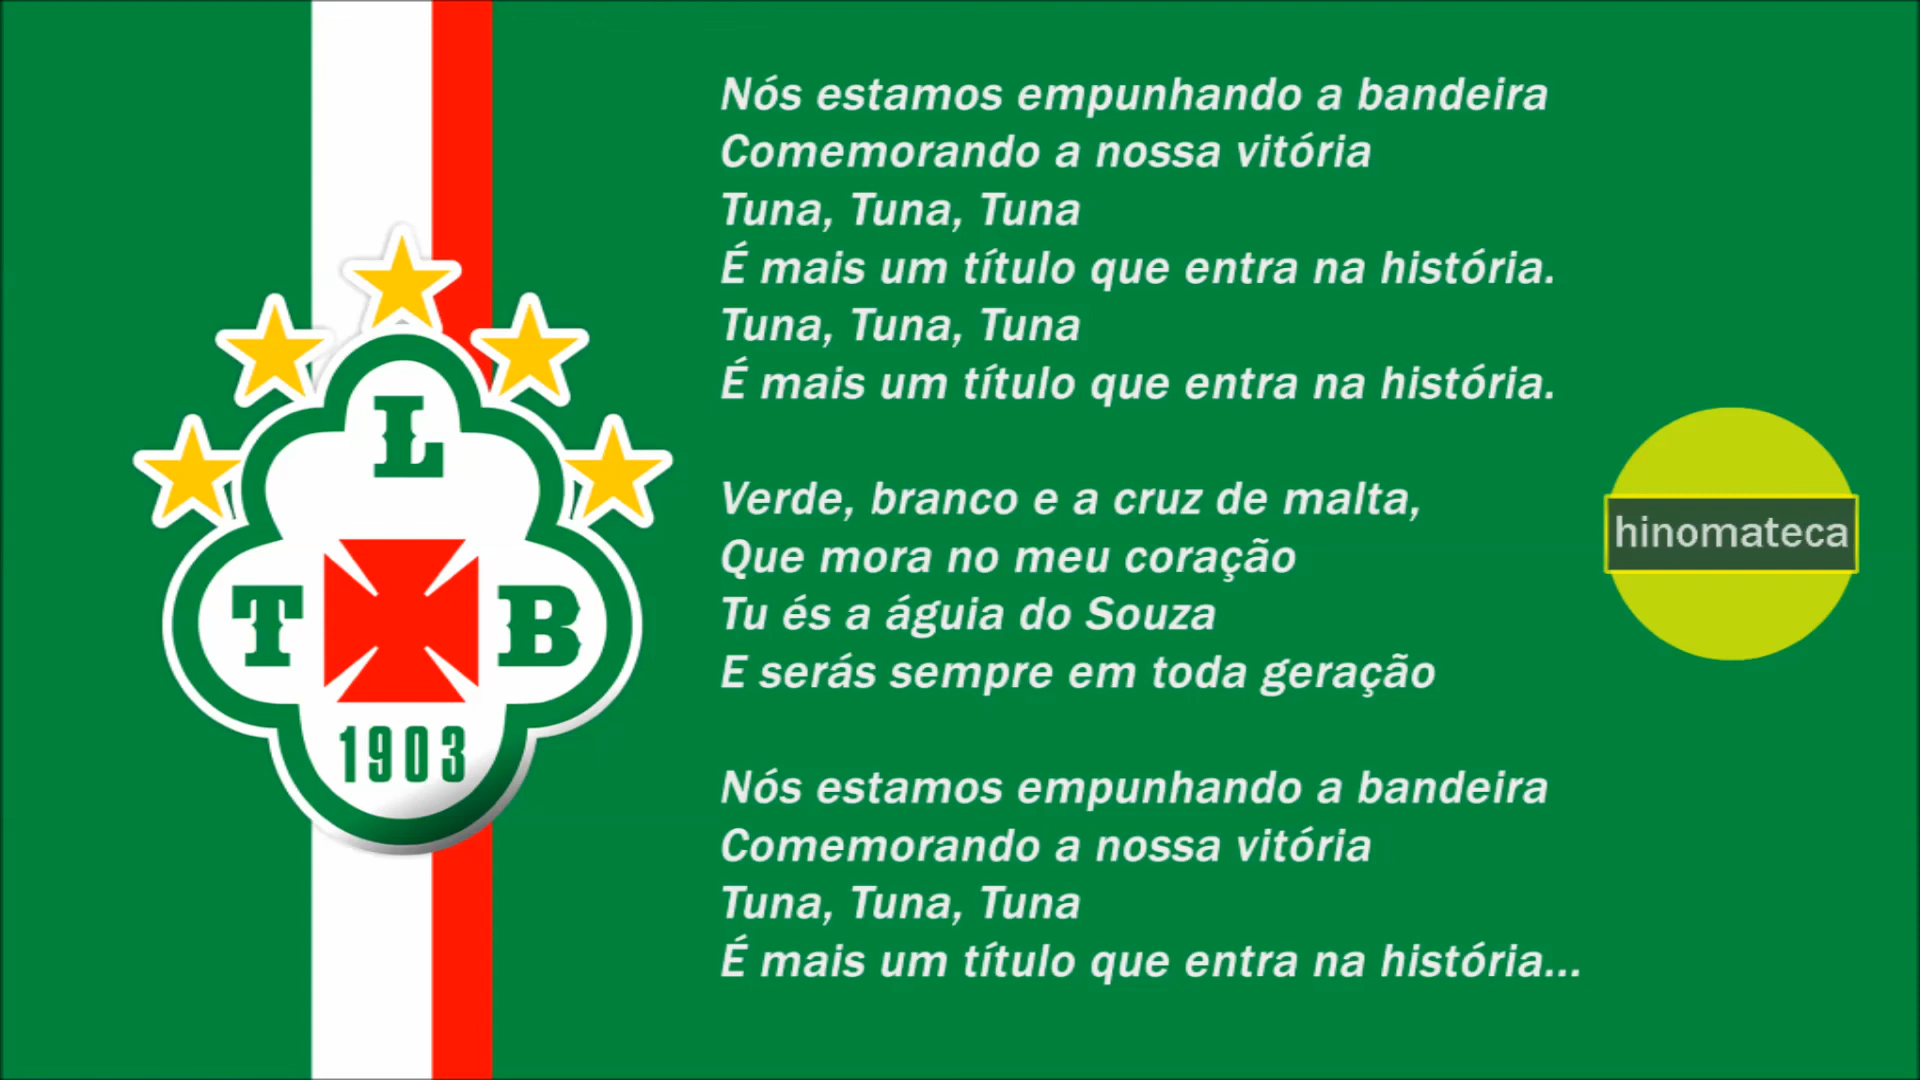 Nós estamos empunhando a bandeira
Comemorando a nossa vitória
Tuna, Tuna, Tuna
É mais um título que entra na história.
Tuna, Tuna, Tuna
É mais um título que entra na história.
Verde, branco e a cruz de malta,
Que mora no meu coração
Tu és a águia do Souza
E serás sempre em toda geração
Nós estamos empunhando a bandeira
Comemorando a nossa vitória
Tuna, Tuna, Tuna
É mais um título que entra na história...
L
T B
1903
hinomateca